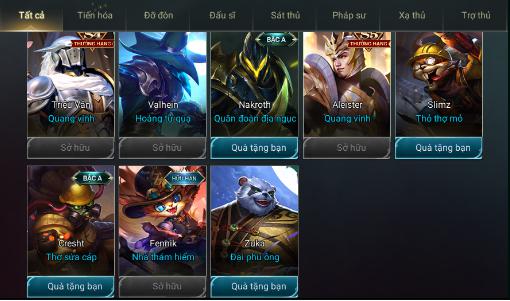 Tất cả Tiến hóa Đỡ đòn Đấu sĩ Sát thủ Pháp sư Xạ thủ Trợ thủ
THƯỞNG HẠNG BẬC A THƯỞNG HẠNG
Triệu Vân Valhein Nakroth Aleister Slimz
Quang vinh Hoàng tử quạ Quân đoàn địa ngục Quang vinh Thỏ thợ mỏ
Sở hữu Sở hữu Quà tặng bạn Sở hữu Quà tặng bạn
BẬC A HỮU HẠN
Cresht Fennik Zuka
Thợ sửa cáp Nhà thám hiểm Đại phú ông
Quà tặng bạn Sở hữu Quà tặng bạn